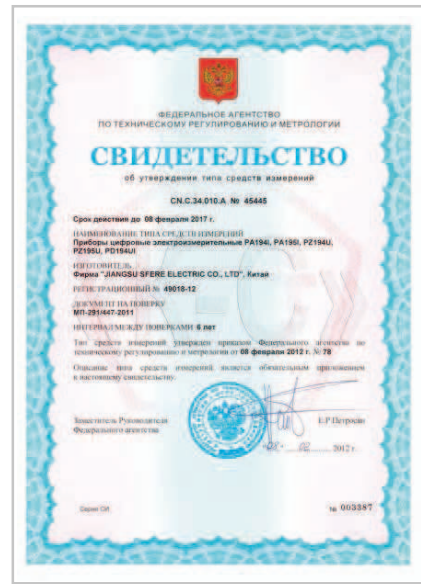 ФЕДЕРАЛЬНОЕ АГЕНТСТВО
ПО ТЕХНИЧЕСКОМУ РЕГУЛИРОВАНИЮ И МЕТРОЛОГИИ
СВИДЕТЕЛЬСТВО
об утверждении типа средств измерений
CN.C.34.010.A № 45445
Срок действия до 08 февраля 2017 г.
НАИМЕНОВАНИЕ ТИПА СРЕДСТВ ИЗМЕРЕНИЙ
Приборы цифровые электроизмерительные PA194I, PA195I, PZ194U,
PZ195U, PD194UI
ИЗГОТОВИТЕЛЬ
Фирма "JIANGSU SFERE ELECTRIC CO., LTD", Китай
РЕГИСТРАЦИОННЫЙ № 49018-12
ДОКУМЕНТ НА ПОВЕРКУ
МП-291/447-2011
ИНТЕРВАЛ МЕЖДУ ПОВЕРКАМИ 6 лет
Тип средств измерений утвержден приказом Федерального агентства по
техническому регулированию и метрологии от 08 февраля 2012 г. № 78
Описание типа средств измерений является обязательным приложением
к настоящему свидетельству.
Заместитель Руководителя
Федерального агентства
Е.Р.Петросян
"08" 02 2012 г.
Серия СИ
№ 003387